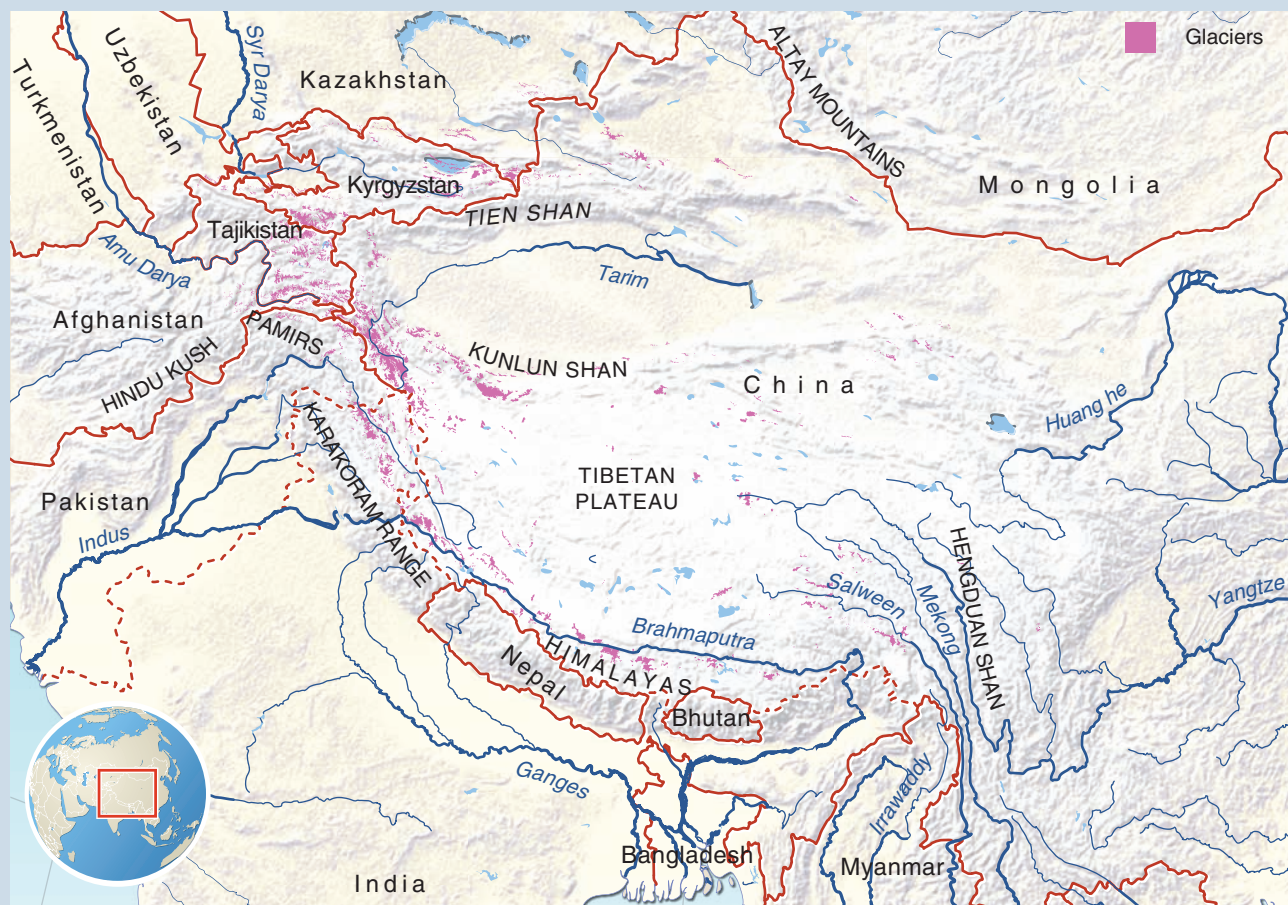 Glaciers
Uzbekistan
Syr Darya
Kazakhstan
ALTAY MOUNTAINS
Turkmenistan
Mongolia
Kyrgyzstan
TIEN SHAN
Tajikistan
Amu Darya
Tarim
Afghanistan
PAMIRS
HINDU KUSH
KUNLUN SHAN
China
Huang he
KARAKORAM RANGE
TIBETAN
PLATEAU
Pakistan
Indus
HENGDUAN SHAN
Salween
Mekong
Yangtze
Brahmaputra
HIMALAYAS
Nepal
Bhutan
Ganges
Irrawaddy
Bangladesh
Myanmar
India